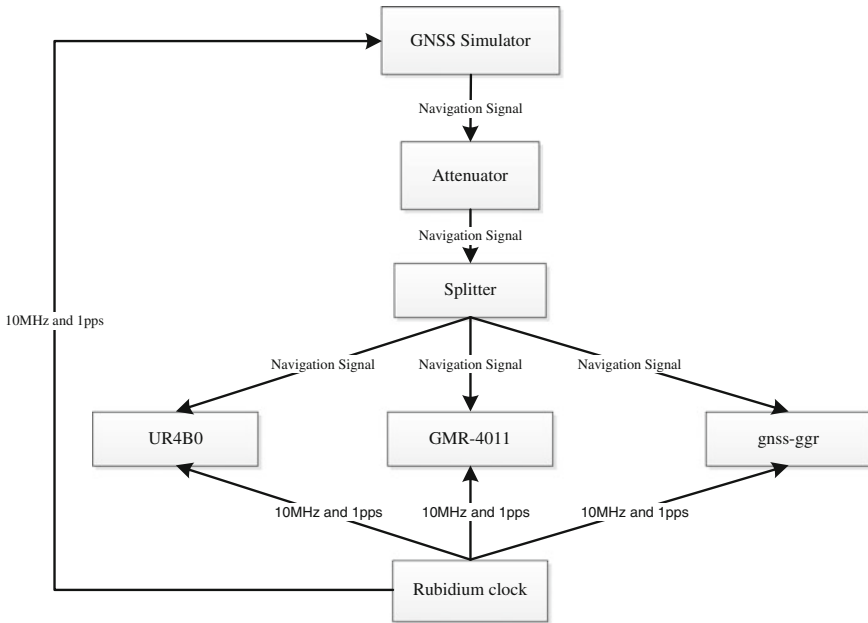 GNSS Simulator
Navigation Signal
Attenuator
Navigation Signal
Splitter
10MHz and 1pps
Navigation Signal
Navigation Signal
Navigation Signal
UR4B0
GMR-4011
gnss-ggr
10MHz and 1pps
10MHz and 1pps
10MHz and 1pps
Rubidium clock